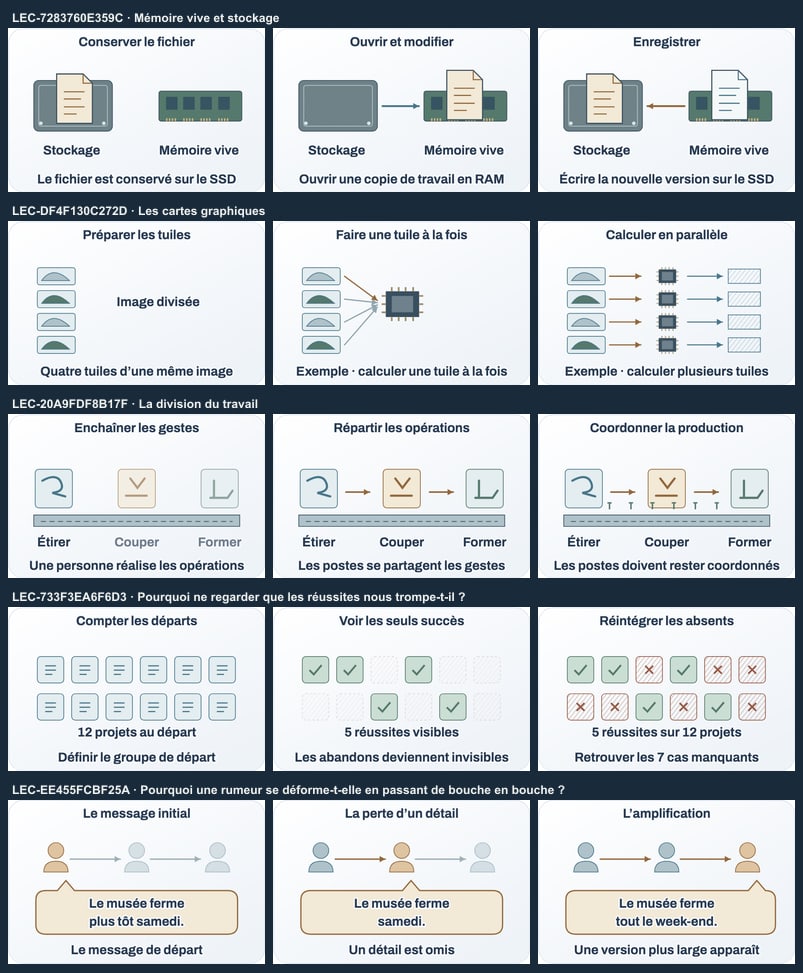 LEC-7283760E359C · Mémoire vive et stockage
Conserver le fichier
Stockage
Mémoire vive
Le fichier est conservé sur le SSD
Ouvrir et modifier
Stockage
Mémoire vive
Ouvrir une copie de travail en RAM
Enregistrer
Stockage
Mémoire vive
Écrire la nouvelle version sur le SSD
LEC-DF4F130C272D · Les cartes graphiques
Préparer les tuiles
Image divisée
Quatre tuiles d’une même image
Faire une tuile à la fois
Exemple · calculer une tuile à la fois
Calculer en parallèle
Exemple · calculer plusieurs tuiles
LEC-20A9FDF8B17F · La division du travail
Enchaîner les gestes
Étirer
Couper
Former
Une personne réalise les opérations
Répartir les opérations
Étirer
Couper
Former
Les postes se partagent les gestes
Coordonner la production
Étirer
Couper
Former
Les postes doivent rester coordonnés
LEC-733F3EA6F6D3 · Pourquoi ne regarder que les réussites nous trompe-t-il ?
Compter les départs
12 projets au départ
Définir le groupe de départ
Voir les seuls succès
5 réussites visibles
Les abandons deviennent invisibles
Réintégrer les absents
5 réussites sur 12 projets
Retrouver les 7 cas manquants
LEC-EE455FCBF25A · Pourquoi une rumeur se déforme-t-elle en passant de bouche en bouche ?
Le message initial
Le musée ferme
plus tôt samedi.
Le message de départ
La perte d’un détail
Le musée ferme
samedi.
Un détail est omis
L’amplification
Le musée ferme
tout le week-end.
Une version plus large apparaît